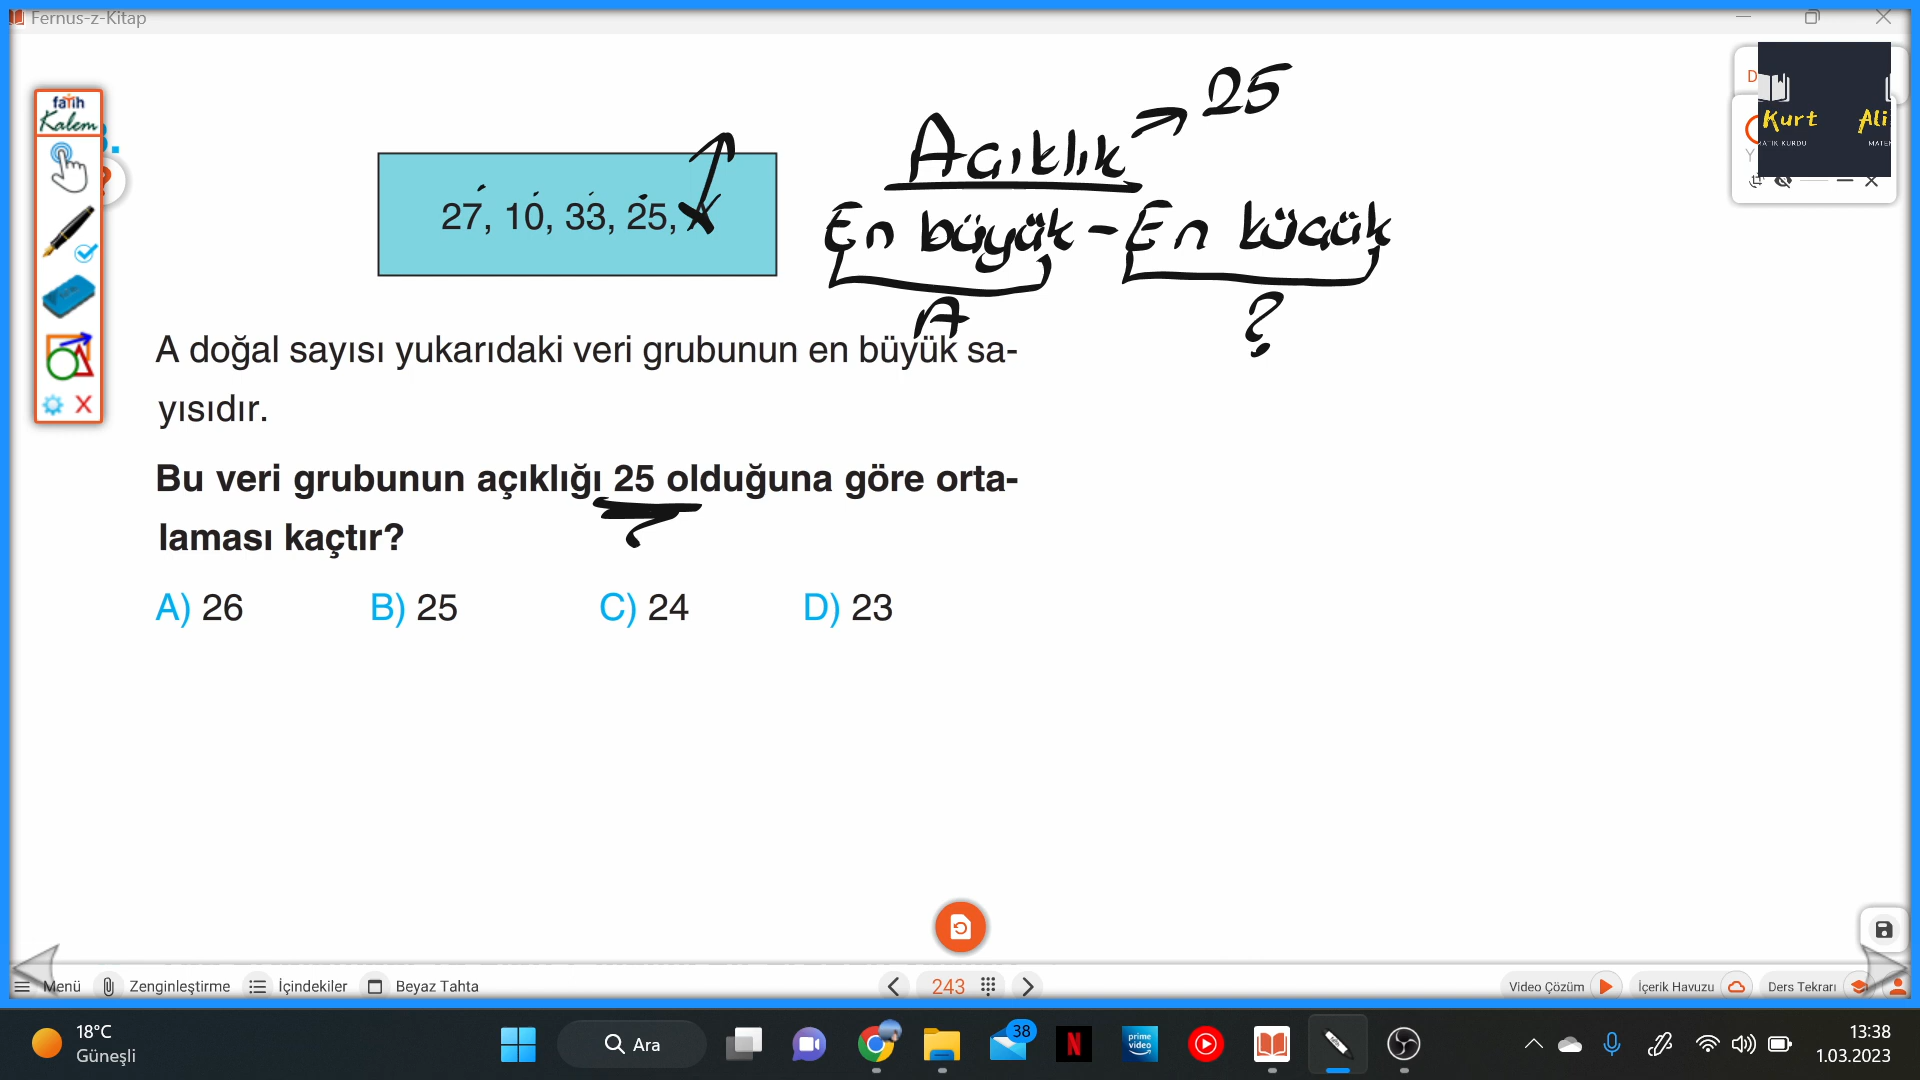 Fernus-z-Kitap
fatih
Kalem
27, 10, 33, 25,
Açıklık → 25
En büyük - En küçük
A ?
A doğal sayısı yukarıdaki veri grubunun en büyük sa-
yısıdır.
Bu veri grubunun açıklığı 25 olduğuna göre orta-
laması kaçtır?
A) 26 B) 25 C) 24 D) 23
Kurt Ali
Menü Zenginleştirme İçindekiler Beyaz Tahta 243 Video Çözüm İçerik Havuzu Ders Tekrarı
18°C
Güneşli
Ara
38
prime
video
13:38
1.03.2023